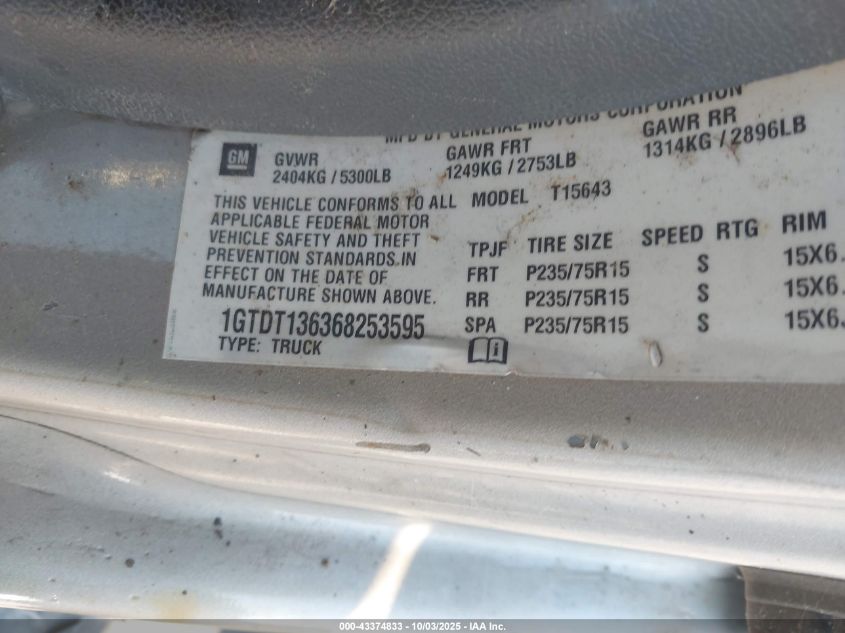 MFD BY GENERAL MOTORS CORPORATION
GM
GVWR
2404KG / 5300LB
GAWR FRT
1249KG / 2753LB
GAWR RR
1314KG / 2896LB
THIS VEHICLE CONFORMS TO ALL
APPLICABLE FEDERAL MOTOR
VEHICLE SAFETY AND THEFT
PREVENTION STANDARDS IN
EFFECT ON THE DATE OF
MANUFACTURE SHOWN ABOVE.
1GTDT136368253595
TYPE: TRUCK
MODEL T15643
TPJF TIRE SIZE SPEED RTG RIM
FRT P235/75R15 S 15X6.
RR P235/75R15 S 15X6.
SPA P235/75R15 S 15X6.
000-43374833 - 10/03/2025 - IAA Inc.